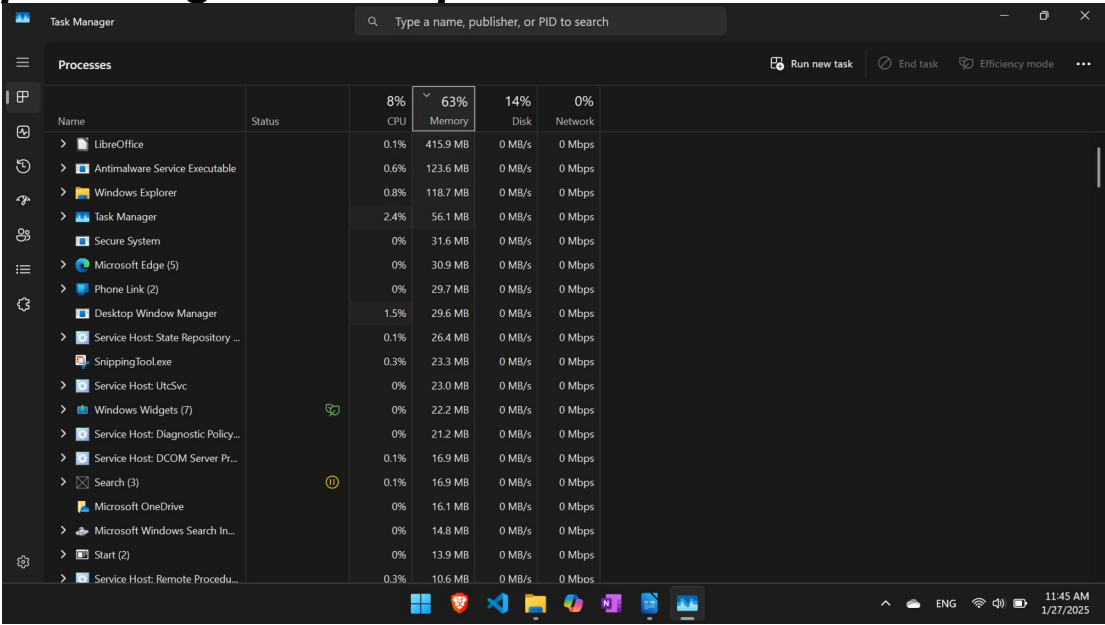 Task Manager
Type a name, publisher, or PID to search
Processes
Run new task
End task
Efficiency mode
8% 63% 14% 0%
Name Status CPU Memory Disk Network
LibreOffice 0.1% 415.9 MB 0 MB/s 0 Mbps
Antimalware Service Executable 0.6% 123.6 MB 0 MB/s 0 Mbps
Windows Explorer 0.8% 118.7 MB 0 MB/s 0 Mbps
Task Manager 2.4% 56.1 MB 0 MB/s 0 Mbps
Secure System 0% 31.6 MB 0 MB/s 0 Mbps
Microsoft Edge (5) 0% 30.9 MB 0 MB/s 0 Mbps
Phone Link (2) 0% 29.7 MB 0 MB/s 0 Mbps
Desktop Window Manager 1.5% 29.6 MB 0 MB/s 0 Mbps
Service Host: State Repository ... 0.1% 26.4 MB 0 MB/s 0 Mbps
SnippingTool.exe 0.3% 23.3 MB 0 MB/s 0 Mbps
Service Host: UtcSvc 0% 23.0 MB 0 MB/s 0 Mbps
Windows Widgets (7) 0% 22.2 MB 0 MB/s 0 Mbps
Service Host: Diagnostic Policy... 0% 21.2 MB 0 MB/s 0 Mbps
Service Host: DCOM Server Pr... 0.1% 16.9 MB 0 MB/s 0 Mbps
Search (3) 0.1% 16.9 MB 0 MB/s 0 Mbps
Microsoft OneDrive 0% 16.1 MB 0 MB/s 0 Mbps
Microsoft Windows Search In... 0% 14.8 MB 0 MB/s 0 Mbps
Start (2) 0% 13.9 MB 0 MB/s 0 Mbps
Service Host: Remote Procedu... 0.3% 10.6 MB 0 MB/s 0 Mbps
ENG
11:45 AM
1/27/2025